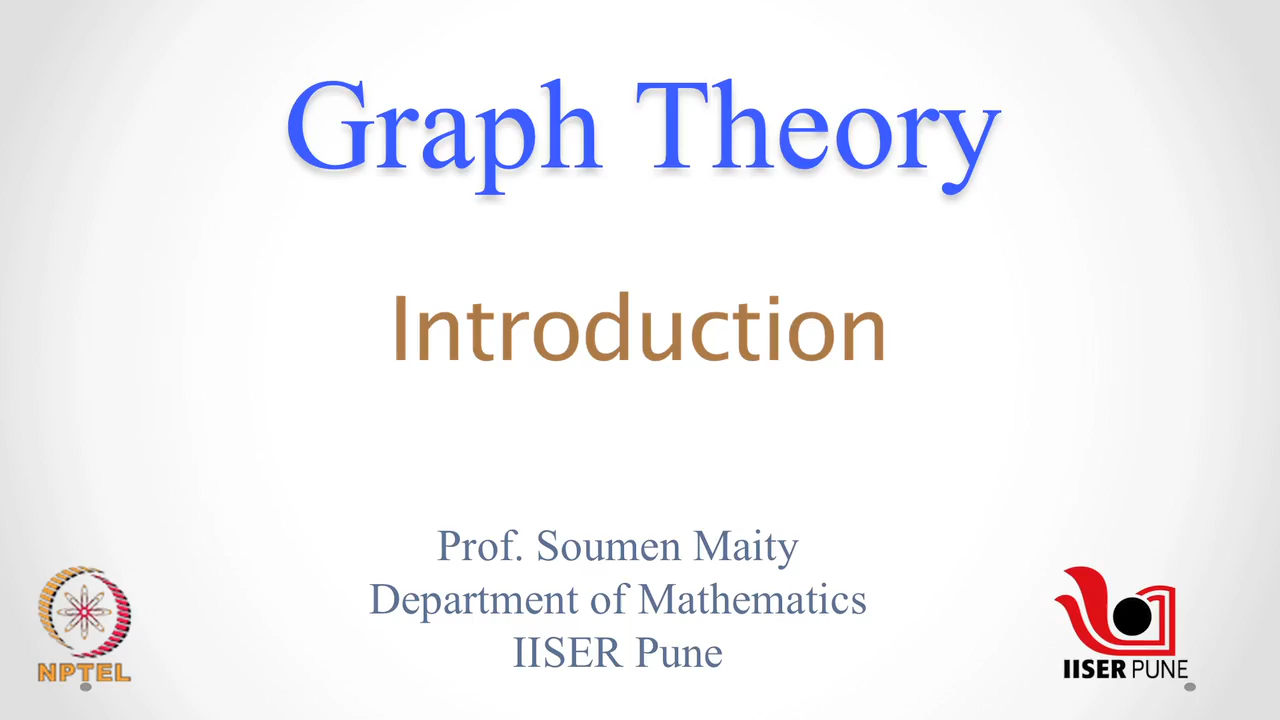 Graph Theory
Introduction
Prof. Soumen Maity
Department of Mathematics
IISER Pune
NPTEL
IISER PUNE